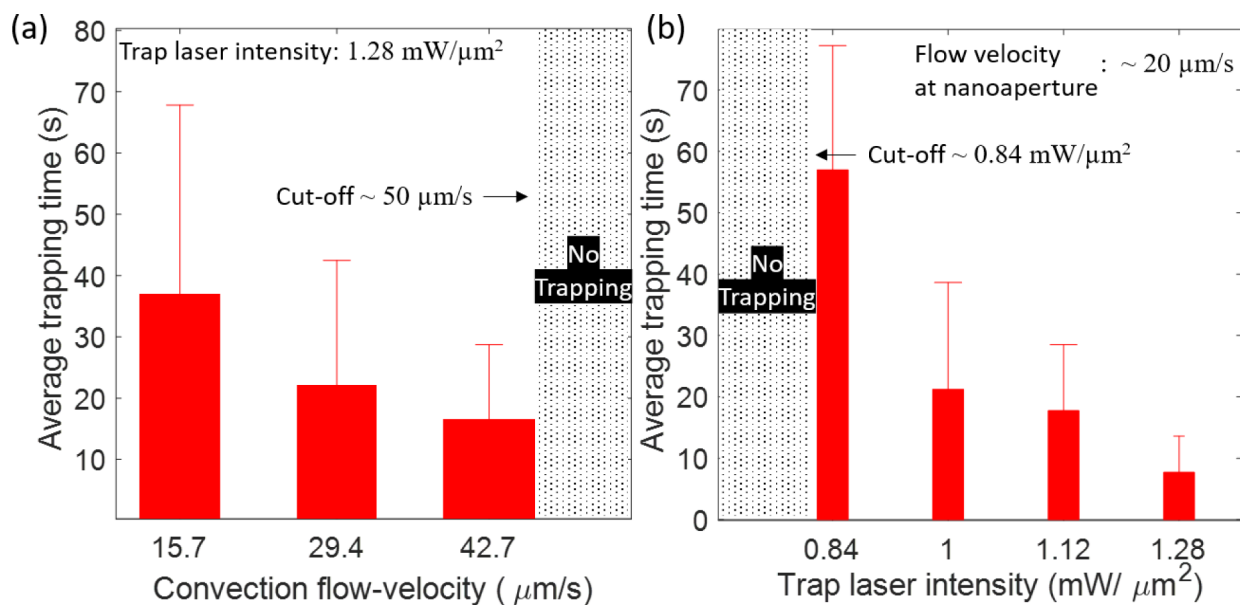 (a)
Trap laser intensity: 1.28 mW/μm²
Cut-off ~ 50 μm/s
No
Trapping
80
70
60
50
40
30
20
10
Average trapping time (s)
15.7 29.4 42.7
Convection flow-velocity ( μm/s)
(b)
Flow velocity
at nanoaperture : ~ 20 μm/s
Cut-off ~ 0.84 mW/μm²
No
Trapping
70
60
50
40
30
20
10
0
Average trapping time (s)
0.84 1 1.12 1.28
Trap laser intensity (mW/ μm²)